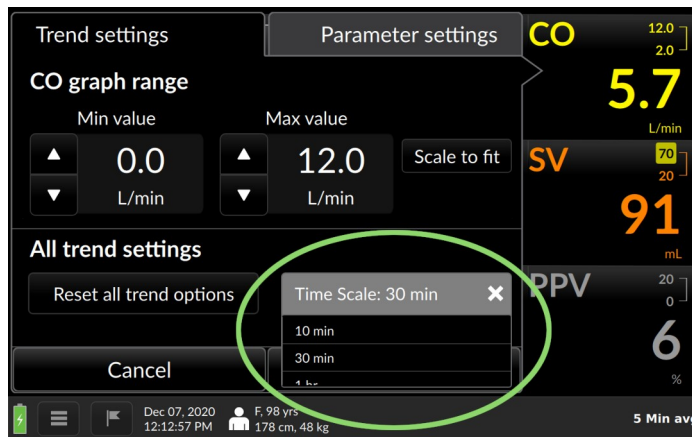 Trend settings
Parameter settings
CO graph range
Min value
Max value
0.0
L/min
12.0
L/min
Scale to fit
All trend settings
Reset all trend options
Time Scale: 30 min
10 min
30 min
1 hr
Cancel
CO
12.0
2.0
5.7
L/min
SV
70
20
91
mL
PPV
20
0
6
%
Dec 07, 2020
12:12:57 PM
F, 98 yrs
178 cm, 48 kg
5 Min avg